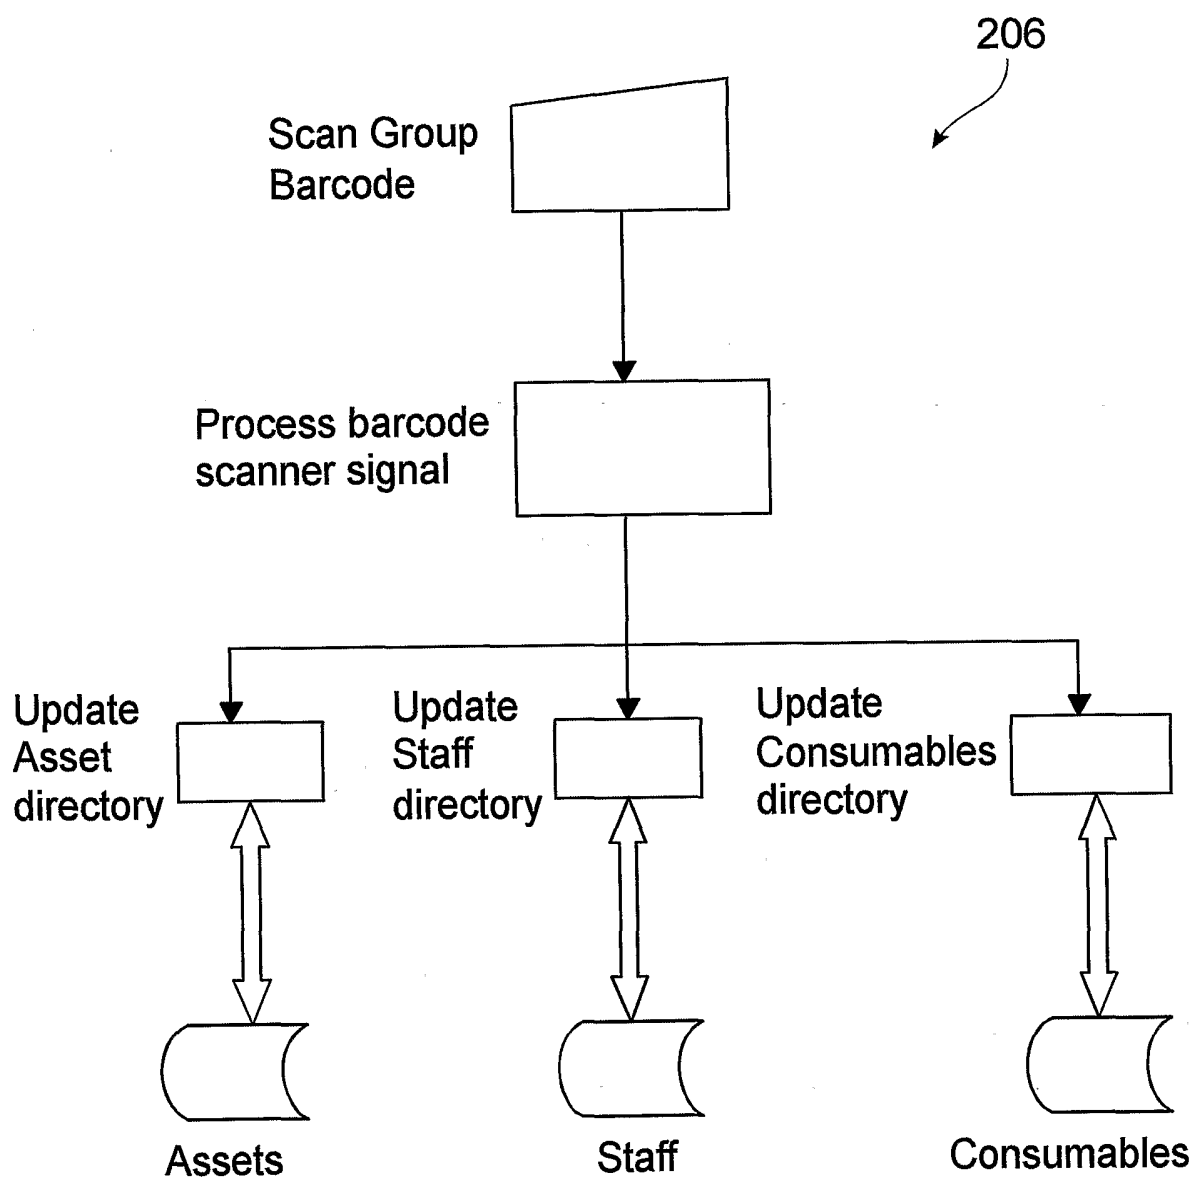 206
Scan Group
Barcode
Process barcode
scanner signal
Update
Asset
directory
Update
Staff
directory
Update
Consumables
directory
Assets
Staff
Consumables